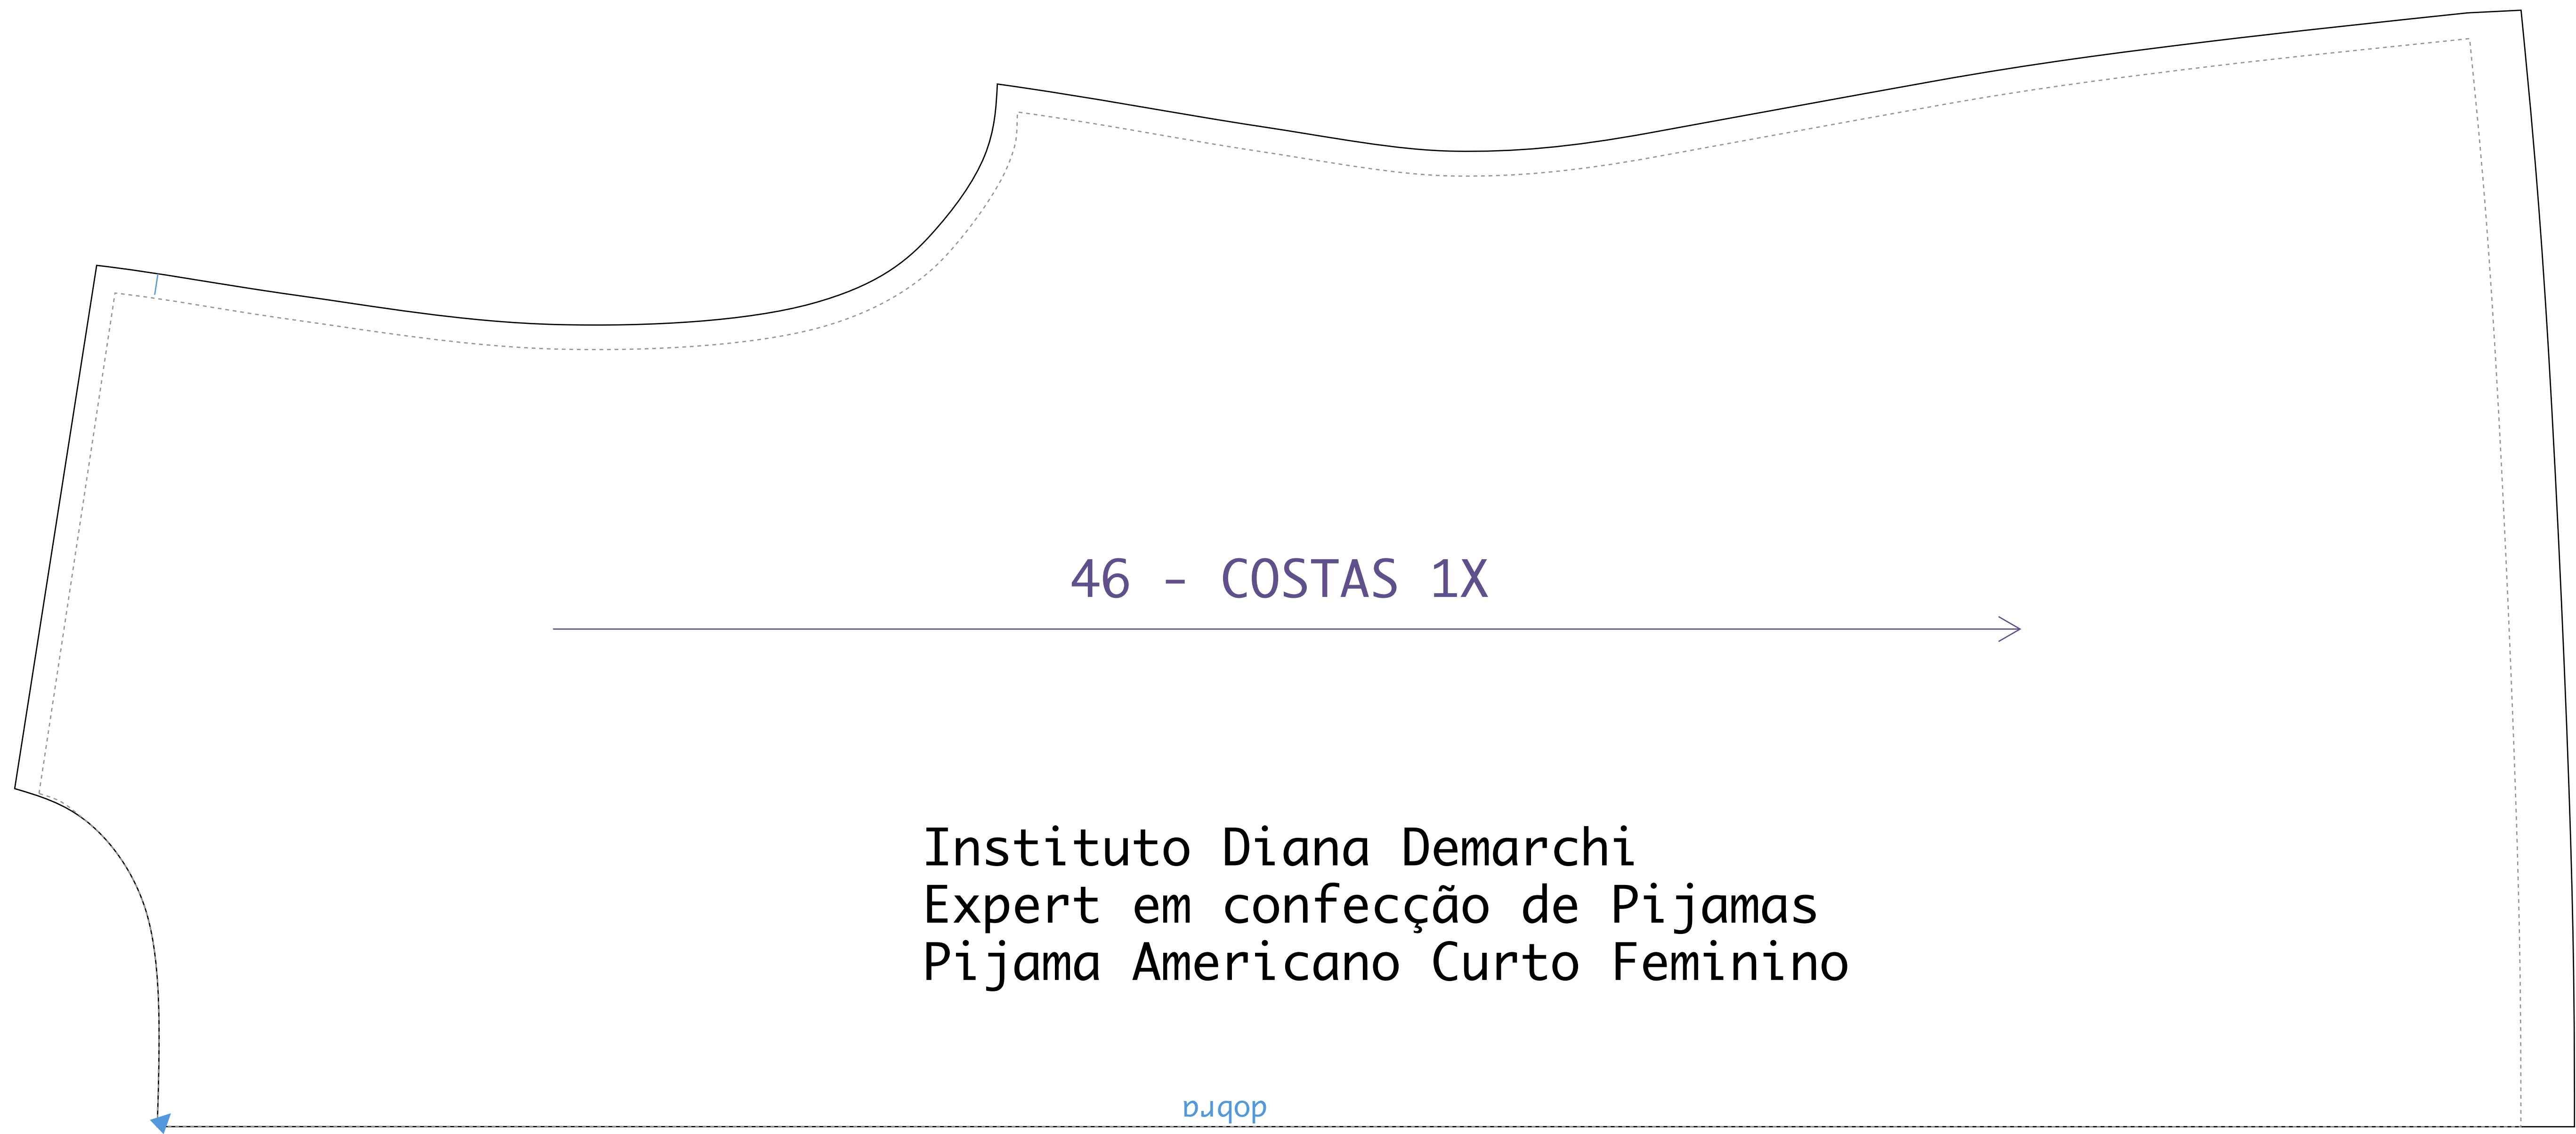 46 - COSTAS 1X
Instituto Diana Demarchi
Expert em confecção de Pijamas
Pijama Americano Curto Feminino
dobra